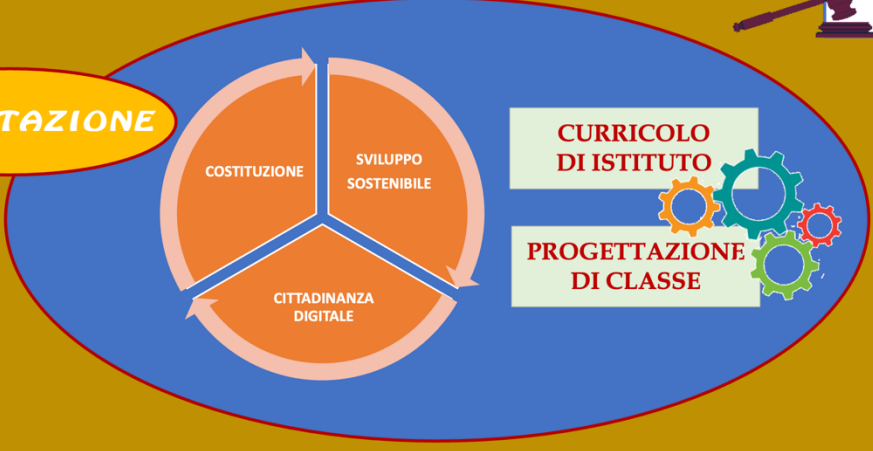 TAZIONE
COSTITUZIONE
SVILUPPO
SOSTENIBILE
CITTADINANZA
DIGITALE
CURRICOLO
DI ISTITUTO
PROGETTAZIONE
DI CLASSE